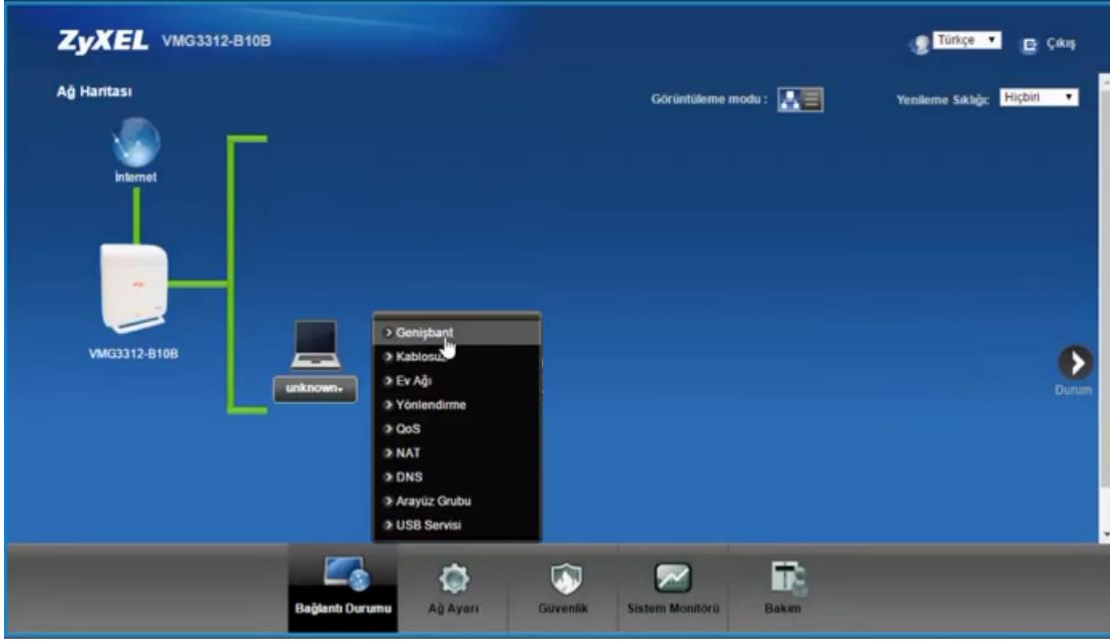 ZyXEL VMG3312-B10B
Türkçe
Çıkış
Ağ Haritası
Görüntüleme modu :
Yenileme Sıklığı:
Hiçbiri
İnternet
VMG3312-B10B
unknown
Genişbant
Kablosuz
Ev Ağı
Yönlendirme
QoS
NAT
DNS
Arayüz Grubu
USB Servisi
Durum
Bağlantı Durumu
Ağ Ayarı
Güvenlik
Sistem Monitörü
Bakım